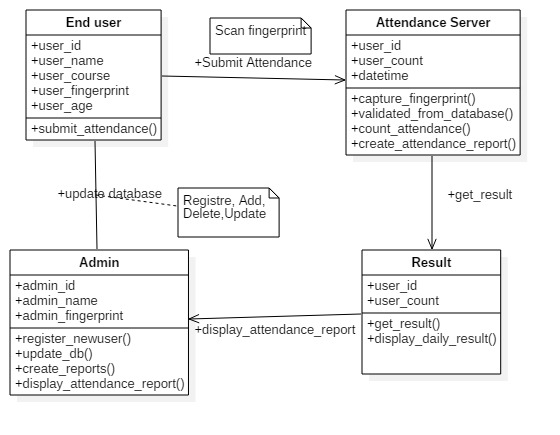 End user
+user_id
+user_name
+user_course
+user_fingerprint
+user_age
+submit_attendance()
Scan fingerprint
+Submit Attendance
Attendance Server
+user_id
+user_count
+datetime
+capture_fingerprint()
+validated_from_database()
+count_attendance()
+create_attendance_report()
+update database
Registre, Add,
Delete,Update
+get_result
Admin
+admin_id
+admin_name
+admin_fingerprint
+register_newuser()
+update_db()
+create_reports()
+display_attendance_report()
+display_attendance_report
Result
+user_id
+user_count
+get_result()
+display_daily_result()